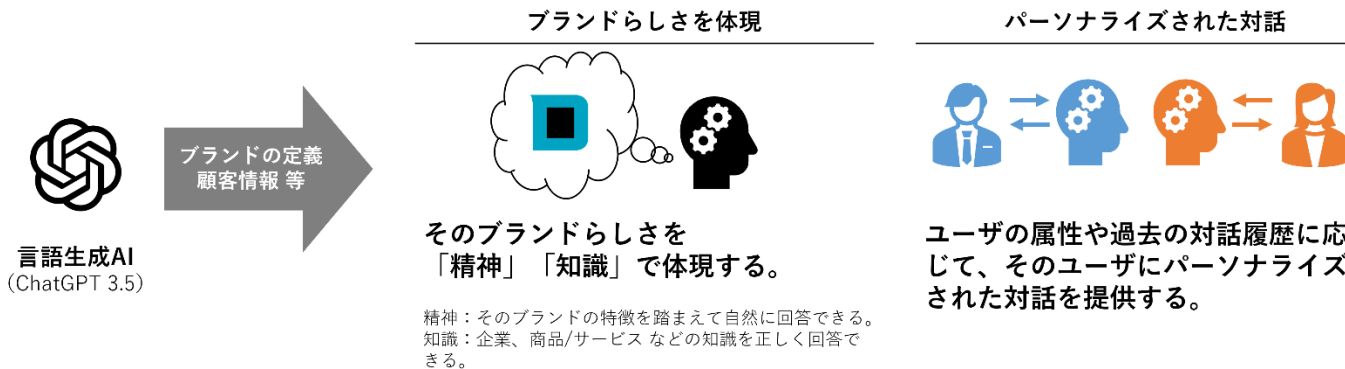 ブランドらしさを体現
パーソナライズされた対話
ブランドの定義
顧客情報 等
言語生成AI
（ChatGPT 3.5）
そのブランドらしさを
「精神」「知識」で体現する。
精神：そのブランドの特徴を踏まえて自然に回答できる。
知識：企業、商品/サービス などの知識を正しく回答で
きる。
ユーザの属性や過去の対話履歴に応
じて、そのユーザにパーソナライズ
された対話を提供する。